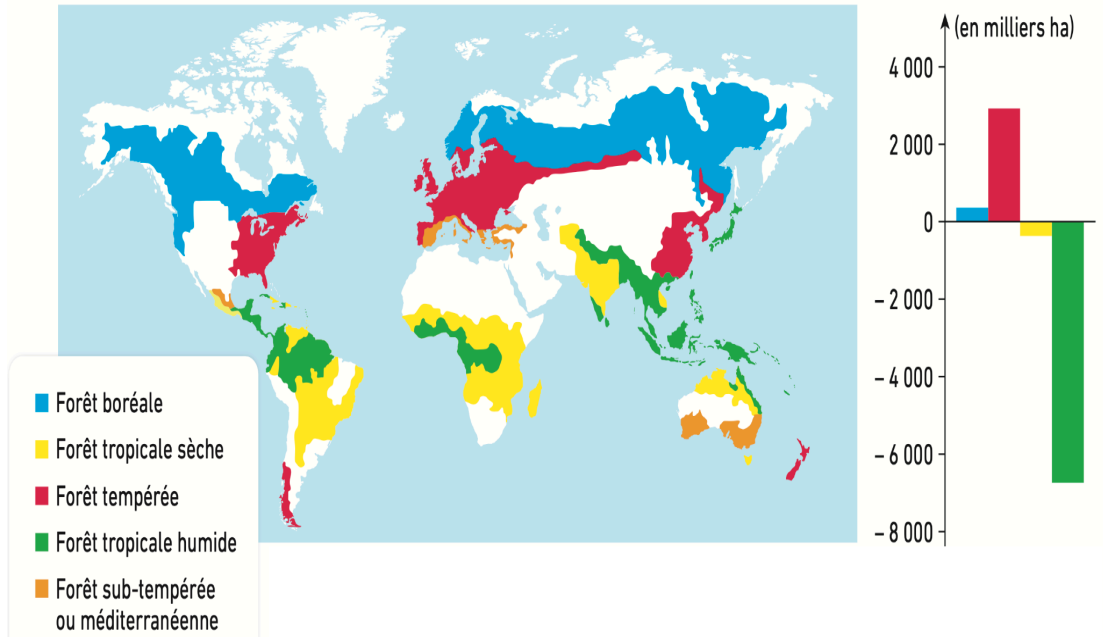 (en milliers ha)
4 000
2 000
0
– 2 000
– 4 000
– 6 000
– 8 000
Forêt boréale
Forêt tropicale sèche
Forêt tempérée
Forêt tropicale humide
Forêt sub-tempérée
ou méditerranéenne